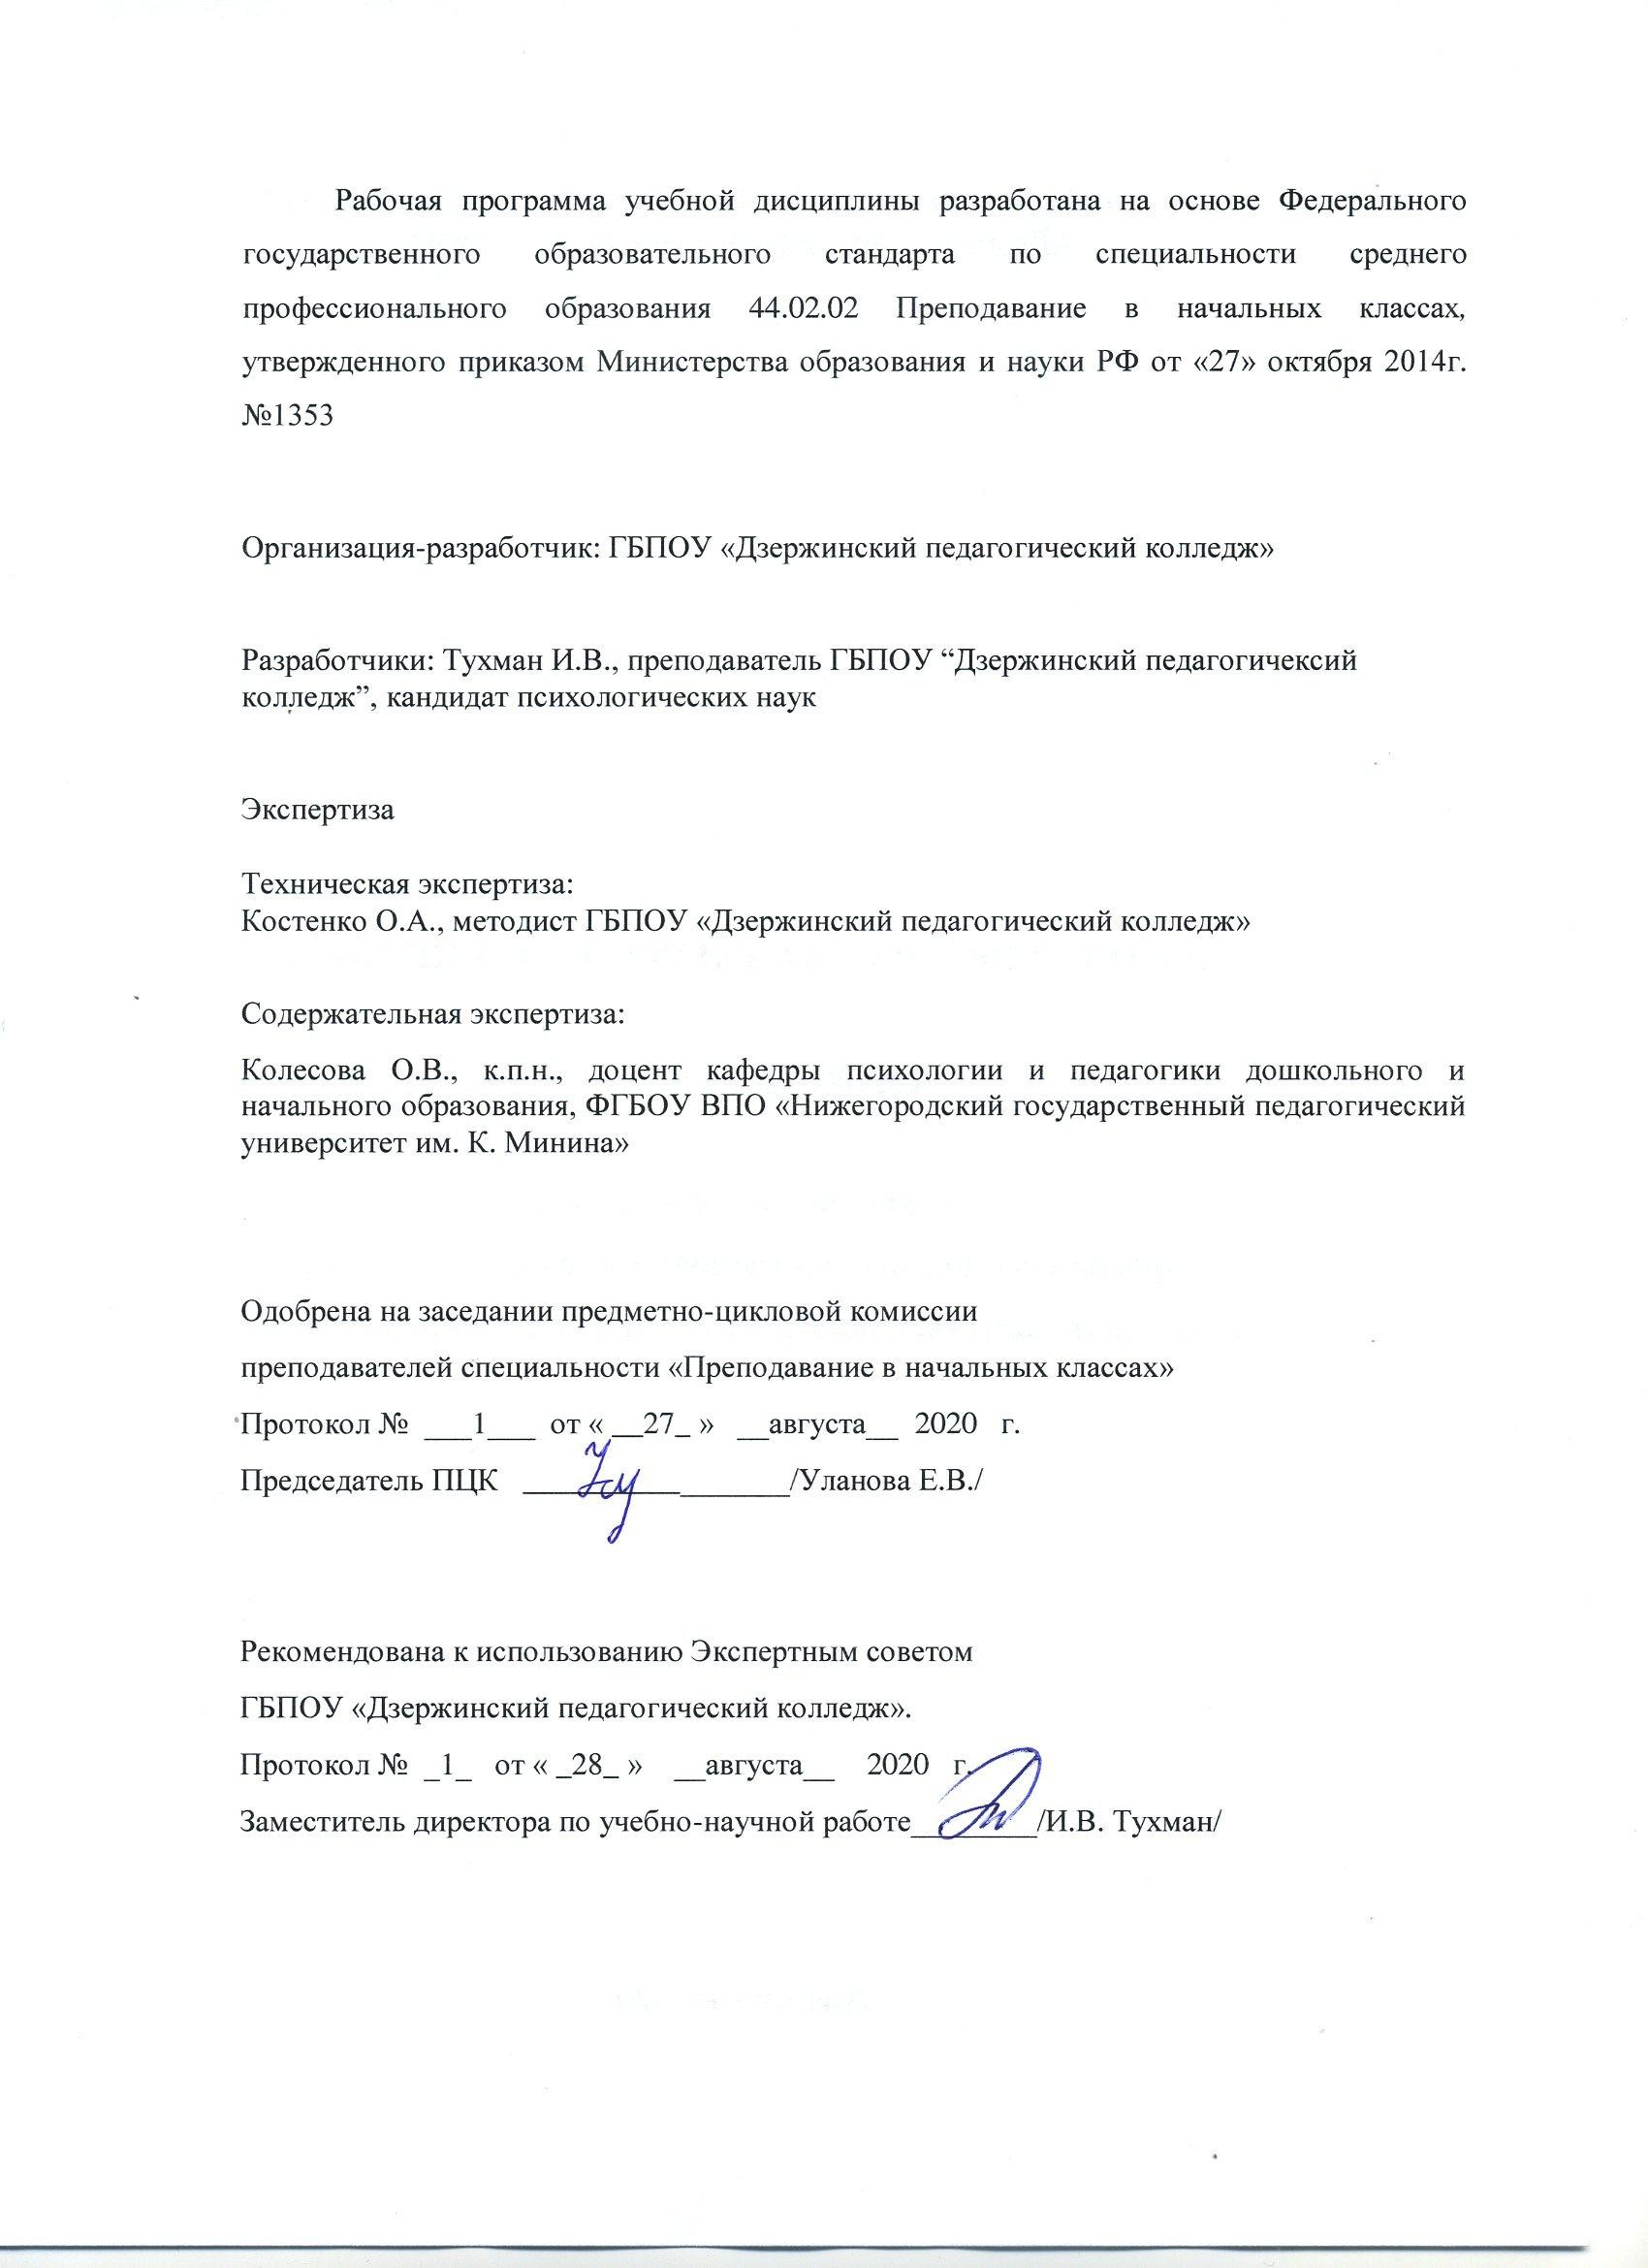 Рабочая программа учебной дисциплины разработана на основе Федерального
государственного образовательного стандарта по специальности среднего
профессионального образования 44.02.02 Преподавание в начальных классах,
утвержденного приказом Министерства образования и науки РФ от «27» октября 2014г.
№1353
Организация-разработчик: ГБПОУ «Дзержинский педагогический колледж»
Разработчики: Тухман И.В., преподаватель ГБПОУ “Дзержинский педагогичексий
колледж”, кандидат психологических наук
Экспертиза
Техническая экспертиза:
Костенко О.А., методист ГБПОУ «Дзержинский педагогический колледж»
Содержательная экспертиза:
Колесова О.В., к.п.н., доцент кафедры психологии и педагогики дошкольного и
начального образования, ФГБОУ ВПО «Нижегородский государственный педагогический
университет им. К. Минина»
Одобрена на заседании предметно-цикловой комиссии
преподавателей специальности «Преподавание в начальных классах»
Протокол № ___1___ от « __27_ » __августа__ 2020 г.
Председатель ПЦК _________________/Уланова Е.В./
Рекомендована к использованию Экспертным советом
ГБПОУ «Дзержинский педагогический колледж».
Протокол № _1_ от « _28_ » __августа__ 2020 г.
Заместитель директора по учебно-научной работе________/И.В. Тухман/